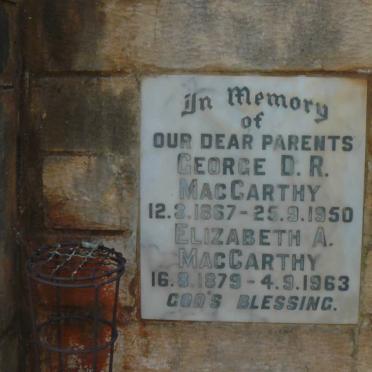 In Memory
of
OUR DEAR PARENTS
GEORGE D. R.
MACCARTHY
12.8.1867 - 25.9.1950
ELIZABETH A.
MACCARTHY
16.8.1879 - 4.9.1963
GOD'S BLESSING.